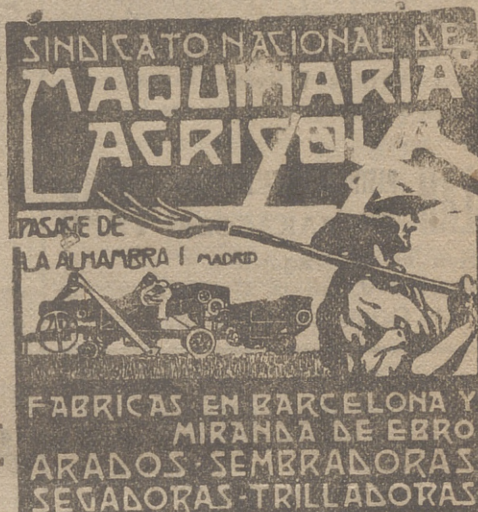 SINDICATO NACIONAL DE
MAQUINARIA
AGRICOLA
PASAGE DE
LA ALHAMBRA 1 MADRID
FABRICAS EN BARCELONA Y
MIRANDA DE EBRO
ARADOS·SEMBRADORAS
SEGADORAS-TRILLADORAS